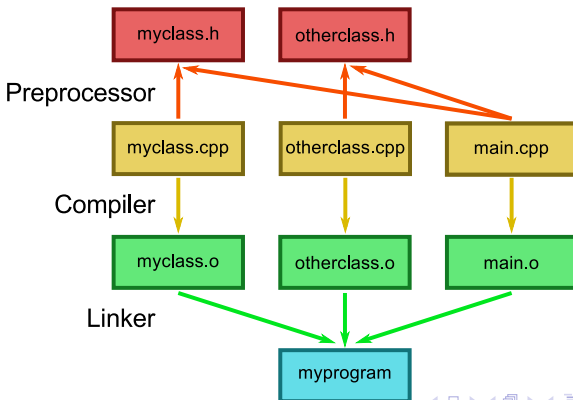 myclass.h
otherclass.h
Preprocessor
myclass.cpp
otherclass.cpp
main.cpp
Compiler
myclass.o
otherclass.o
main.o
Linker
myprogram